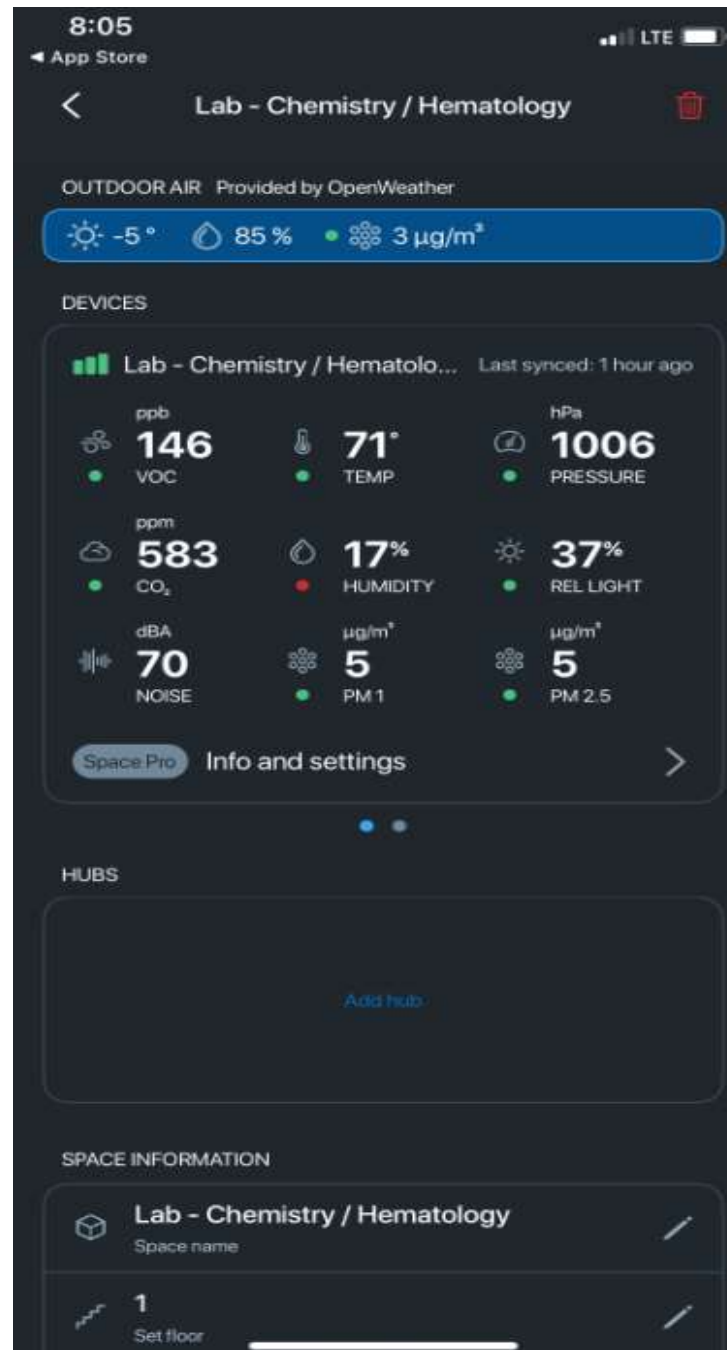 8:05
LTE
◀ App Store
Lab - Chemistry / Hematology
OUTDOOR AIR Provided by OpenWeather
-5° 85% 3 µg/m³
DEVICES
Lab - Chemistry / Hematolo... Last synced: 1 hour ago
ppb hPa
146 71° 1006
VOC TEMP PRESSURE
ppm
583 17% 37%
CO₂ HUMIDITY REL LIGHT
dBA µg/m³ µg/m³
70 5 5
NOISE PM 1 PM 2.5
Space Pro Info and settings
HUBS
Add hub
SPACE INFORMATION
Lab - Chemistry / Hematology
Space name
1
Set floor